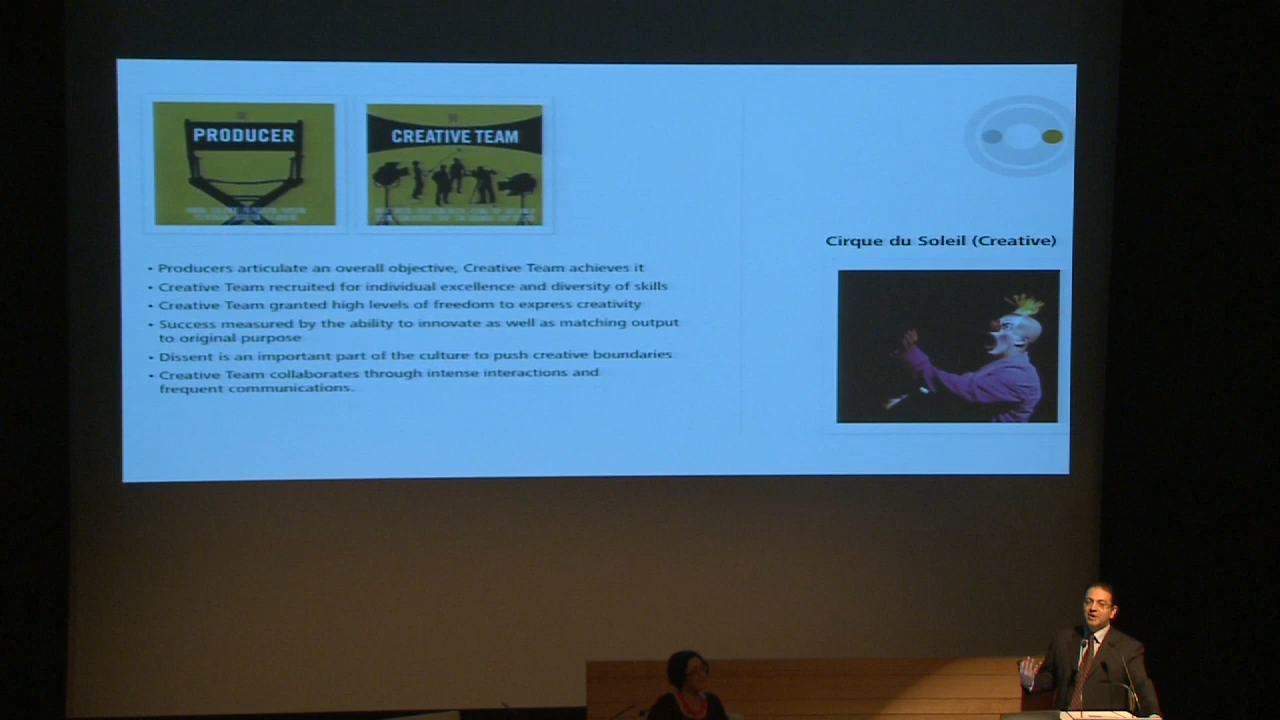 PRODUCER
CREATIVE TEAM
Cirque du Soleil (Creative)
• Producers articulate an overall objective, Creative Team achieves it
• Creative Team recruited for individual excellence and diversity of skills
• Creative Team granted high levels of freedom to express creativity
• Success measured by the ability to innovate as well as matching output
to original purpose
• Dissent is an important part of the culture to push creative boundaries
• Creative Team collaborates through intense interactions and
frequent communications.